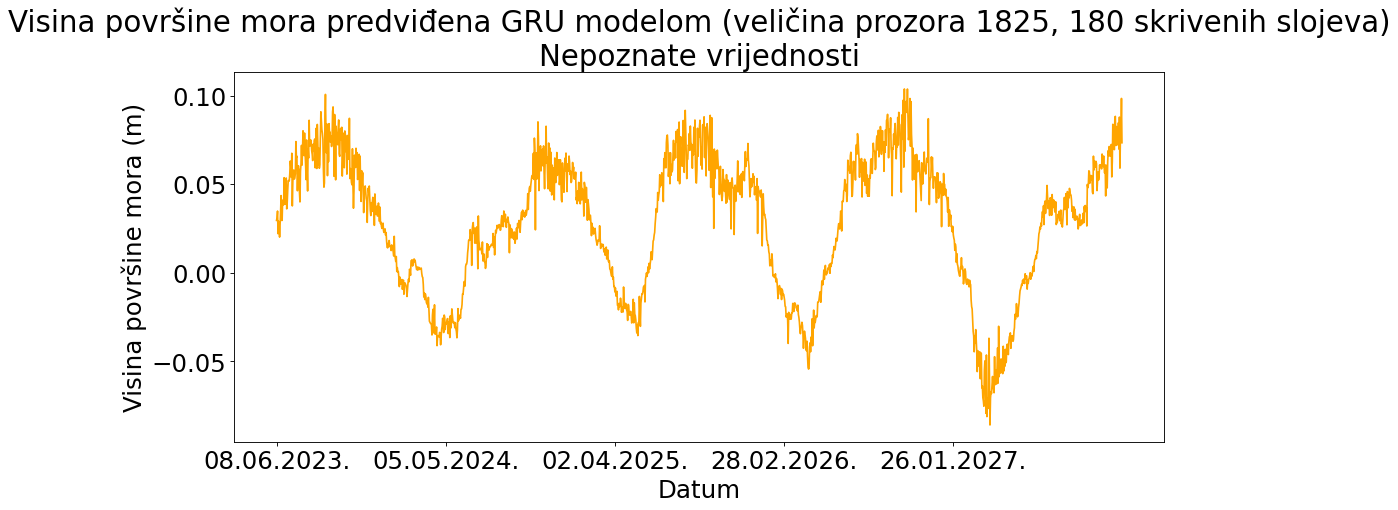 Visina površine mora predviđena GRU modelom (veličina prozora 1825, 180 skrivenih slojeva)
Nepoznate vrijednosti
Visina površine mora (m)
0.10
0.05
0.00
−0.05
08.06.2023. 05.05.2024. 02.04.2025. 28.02.2026. 26.01.2027.
Datum